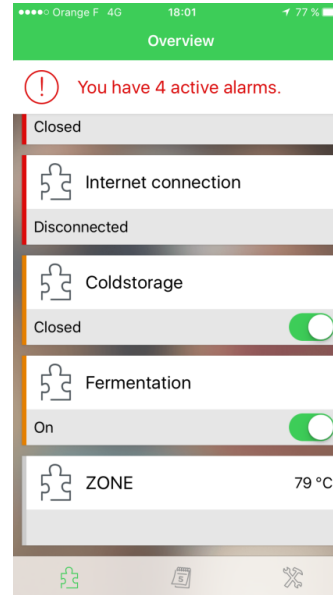 Orange F 4G 18:01 77 %
Overview
You have 4 active alarms.
Closed
Internet connection
Disconnected
Coldstorage
Closed
Fermentation
On
ZONE 79 °C
5